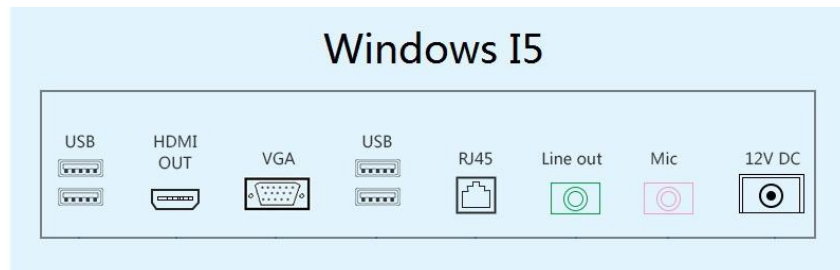 Windows I5
USB
HDMI
OUT
VGA
USB
RJ45
Line out
Mic
12V DC